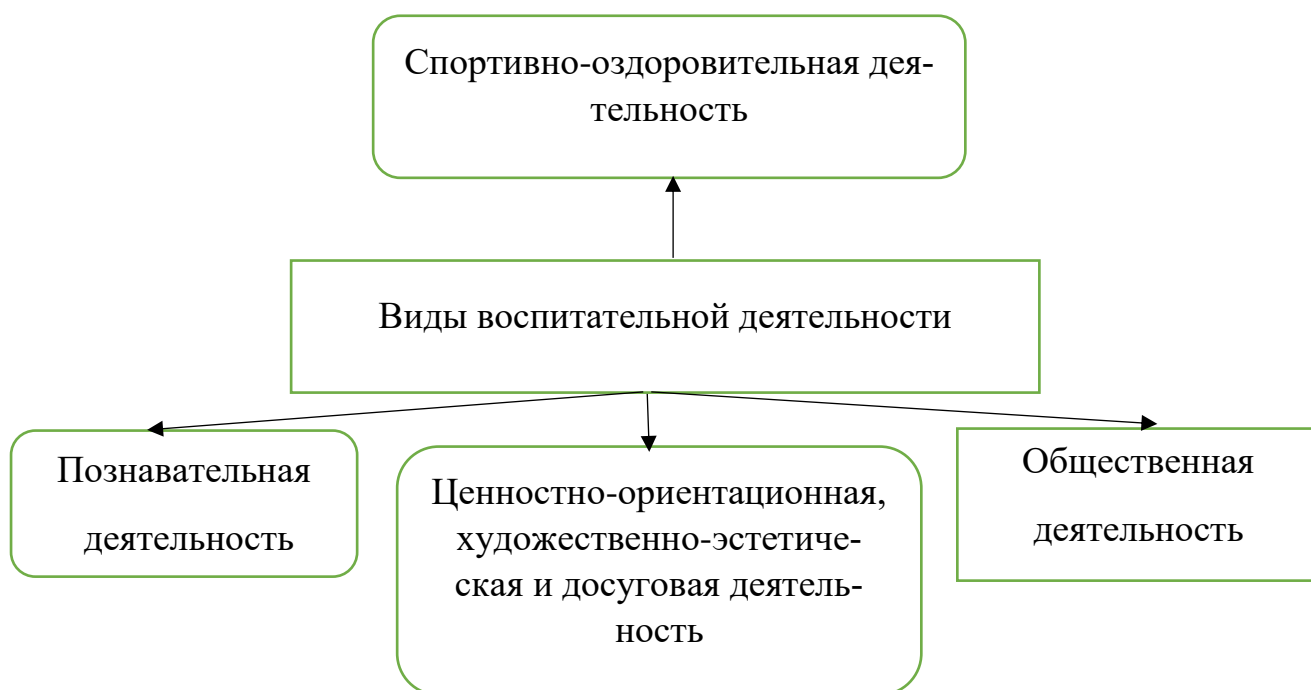 Спортивно-оздоровительная дея-
тельность
Виды воспитательной деятельности
Познавательная
деятельность
Ценностно-ориентационная,
художественно-эстетиче-
ская и досуговая деятель-
ность
Общественная
деятельность